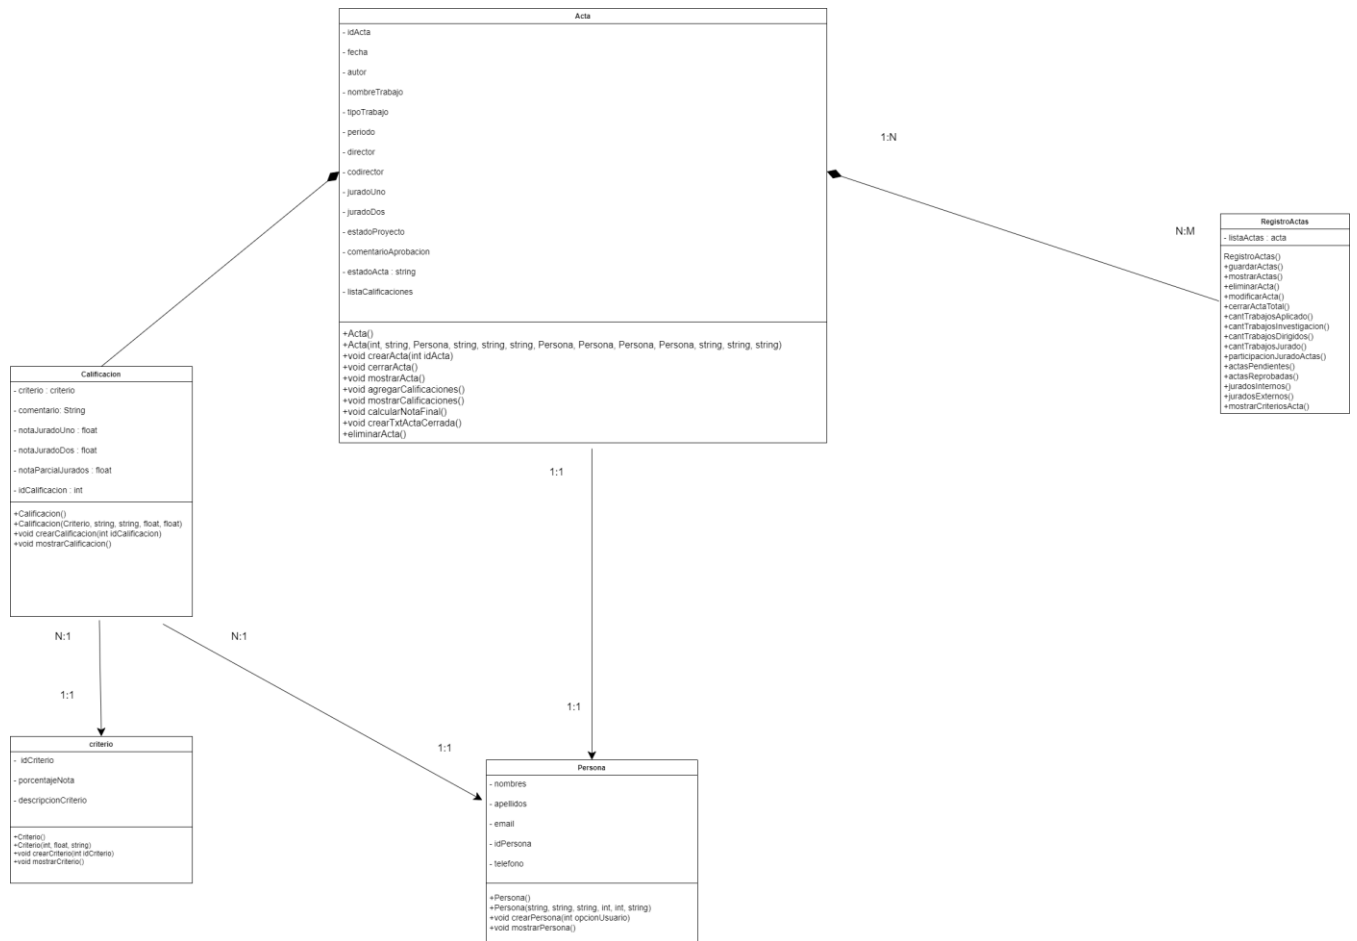 Acta
- idActa
- fecha
- autor
- nombreTrabajo
- tipoTrabajo
- periodo
- director
- codirector
- juradoUno
- juradoDos
- estadoProyecto
- comentarioAprobacion
- estadoActa : string
- listaCalificaciones
+Acta()
+Acta(int, string, Persona, string, string, string, Persona, Persona, Persona, Persona, string, string, string)
+void crearActa(int idActa)
+void cerrarActa()
+void mostrarActa()
+void agregarCalificaciones()
+void mostrarCalificaciones()
+void calcularNotaFinal()
+void crearTxtActaCerrada()
+eliminarActa()
1:N
N:M
RegistroActas
- listaActas : acta
RegistroActas()
+guardarActas()
+mostrarActas()
+eliminarActa()
+modificarActa()
+cerrarActaTotal()
+cantTrabajosAplicado()
+cantTrabajosInvestigacion()
+cantTrabajosDirigidos()
+cantTrabajosJurado()
+participacionJuradoActas()
+actasPendientes()
+actasReprobadas()
+juradosInternos()
+juradosExternos()
+mostrarCriteriosActa()
Calificacion
- criterio : criterio
- comentario: String
- notaJuradoUno : float
- notaJuradoDos : float
- notaParcialJurados : float
- idCalificacion : int
+Calificacion()
+Calificacion(Criterio, string, string, float, float)
+void crearCalificacion(int idCalificacion)
+void mostrarCalificacion()
1:1
N:1
N:1
1:1
1:1
1:1
criterio
- idCriterio
- porcentajeNota
- descripcionCriterio
+Criterio()
+Criterio(int, float, string)
+void crearCriterio(int idCriterio)
+void mostrarCriterio()
Persona
- nombres
- apellidos
- email
- idPersona
- telefono
+Persona()
+Persona(string, string, string, int, int, string)
+void crearPersona(int opcionUsuario)
+void mostrarPersona()